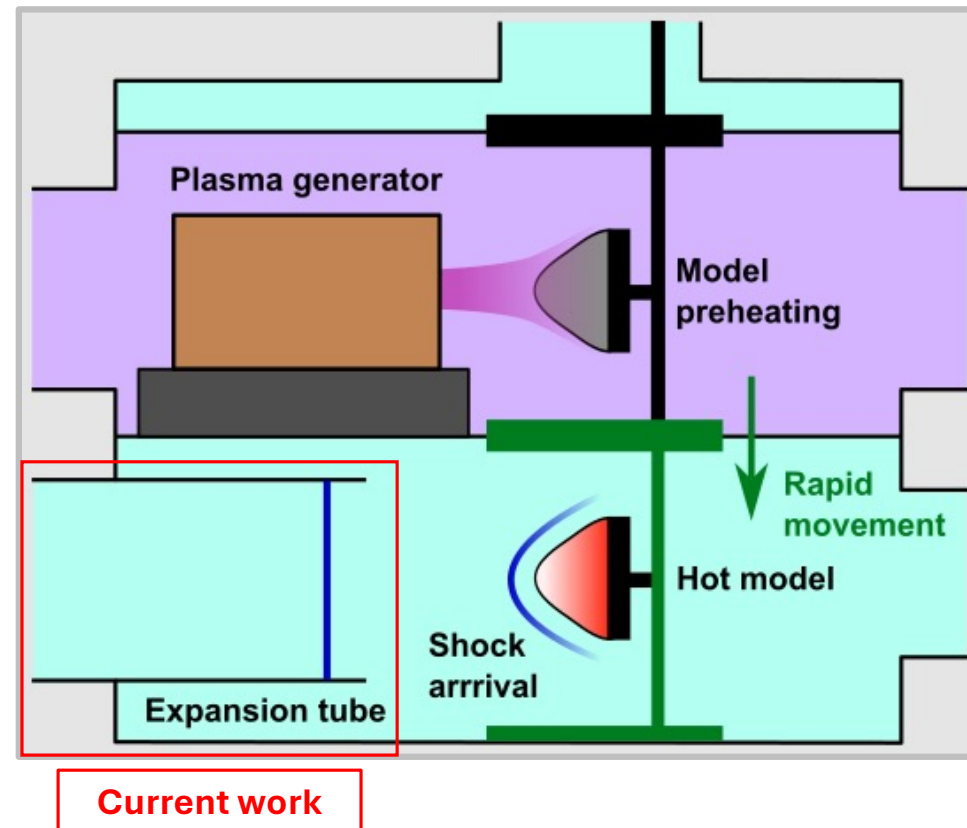 Plasma generator
Model
preheating
Rapid
movement
Hot model
Shock
arrrival
Expansion tube
Current work